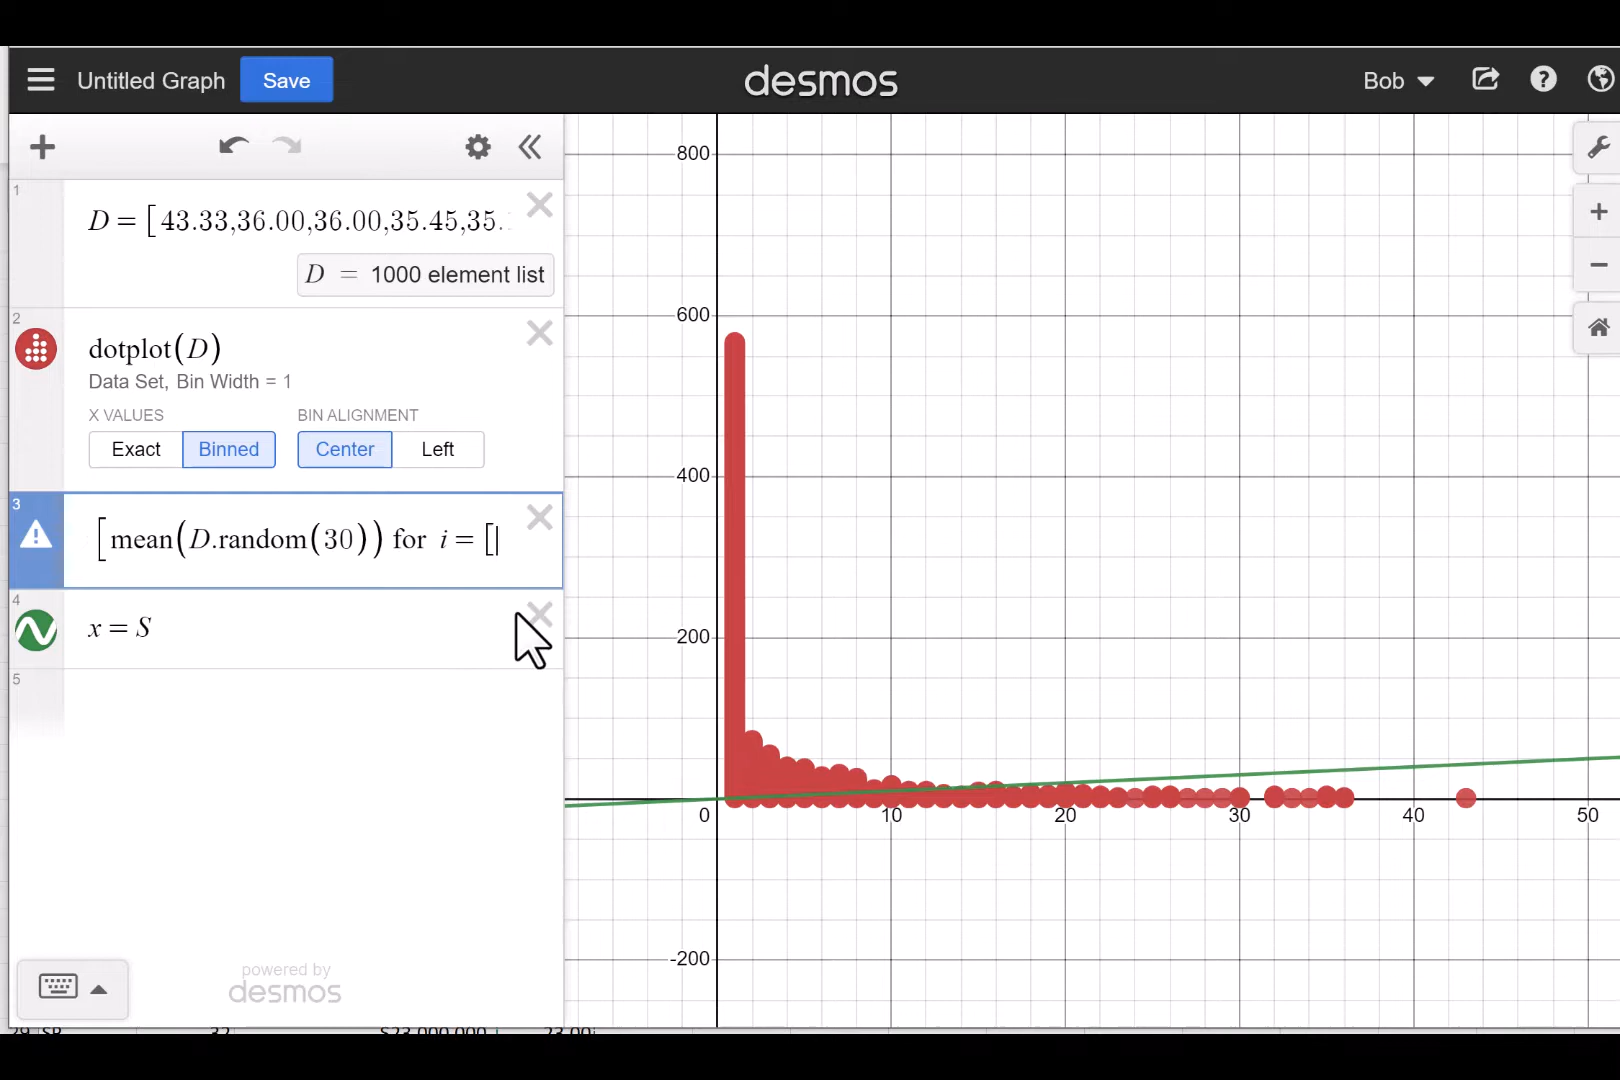 Untitled Graph
Save
desmos
Bob
1
D = [43.33,36.00,36.00,35.45,35.
D = 1000 element list
2
dotplot(D)
Data Set, Bin Width = 1
X VALUES
BIN ALIGNMENT
Exact
Binned
Center
Left
3
[mean(D.random(30)) for i = [
4
x = S
5
powered by
desmos
800
600
400
200
0
10
20
30
40
50
-200